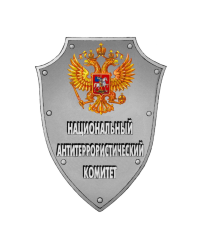 НАЦИОНАЛЬНЫЙ
АНТИТЕРРОРИСТИЧЕСКИЙ
КОМИТЕТ